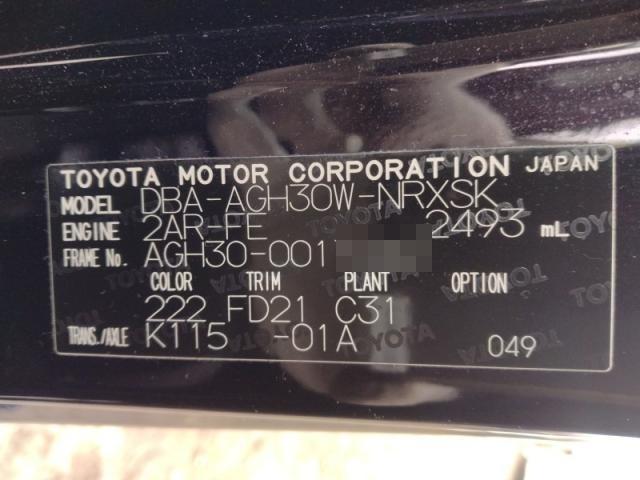 TOYOTA MOTOR CORPORATION JAPAN
MODEL DBA-AGH30W-NRXSK
ENGINE 2AR-FE 2493 mL
FRAME No. AGH30-001
COLOR TRIM PLANT OPTION
222 FD21 C31
TRANS./AXLE K115 -01A 049